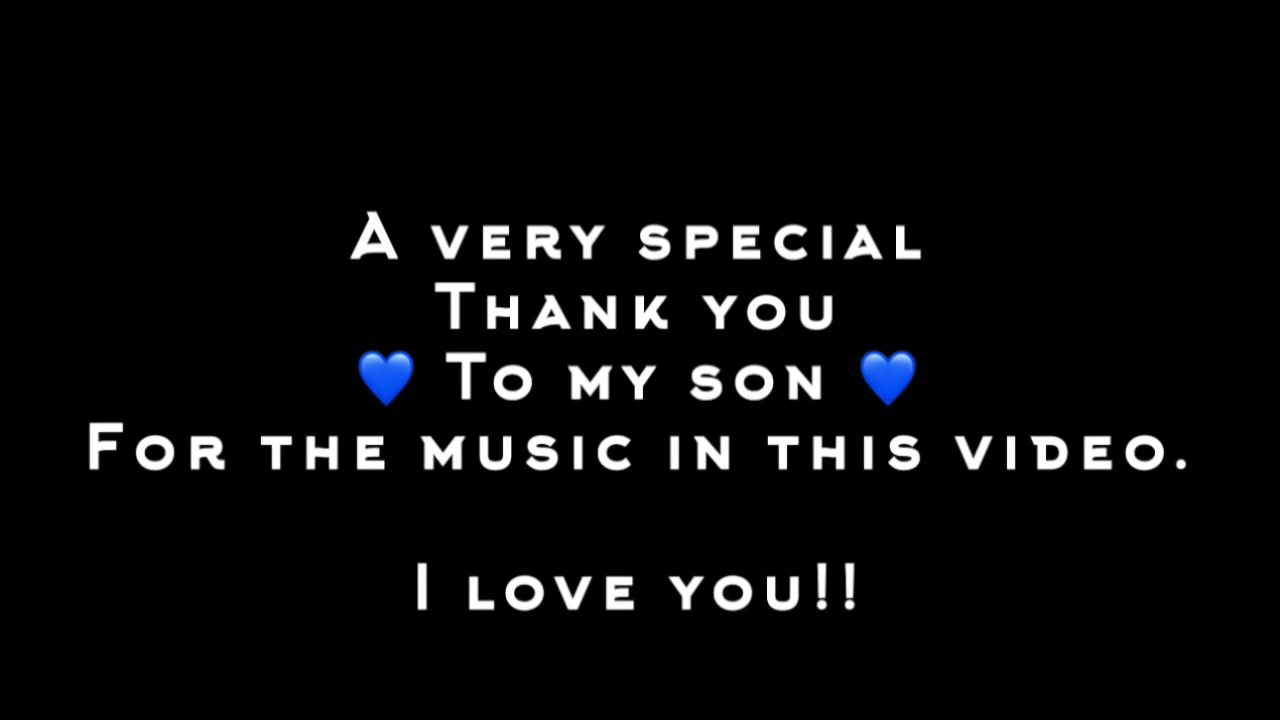 A very special
Thank you
💙 To my son 💙
For the music in this video.
I love you!!